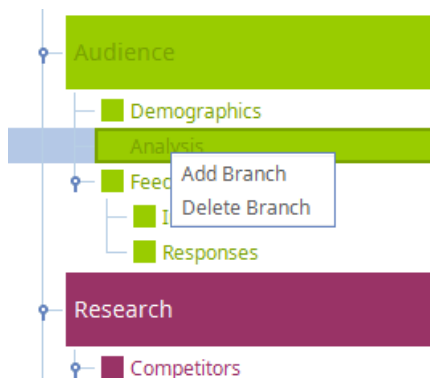 Audience
Demographics
Analysis
Add Branch
Delete Branch
Responses
Research
Competitors